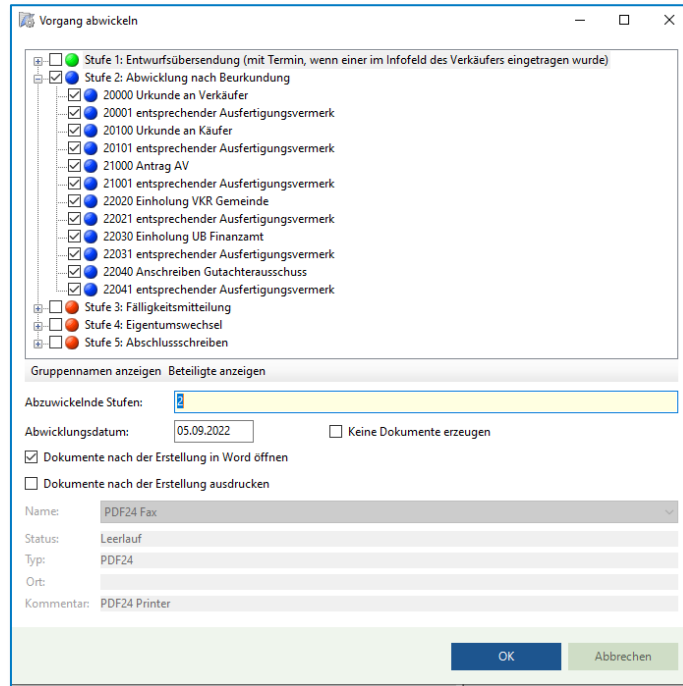 Vorgang abwickeln
Stufe 1: Entwurfsübersendung (mit Termin, wenn einer im Infofeld des Verkäufers eingetragen wurde)
Stufe 2: Abwicklung nach Beurkundung
20000 Urkunde an Verkäufer
20001 entsprechender Ausfertigungsvermerk
20100 Urkunde an Käufer
20101 entsprechender Ausfertigungsvermerk
21000 Antrag AV
21001 entsprechender Ausfertigungsvermerk
22020 Einholung VKR Gemeinde
22021 entsprechender Ausfertigungsvermerk
22030 Einholung UB Finanzamt
22031 entsprechender Ausfertigungsvermerk
22040 Anschreiben Gutachterausschuss
22041 entsprechender Ausfertigungsvermerk
Stufe 3: Fälligkeitsmitteilung
Stufe 4: Eigentumswechsel
Stufe 5: Abschlussschreiben
Gruppennamen anzeigen Beteiligte anzeigen
Abzuwickelnde Stufen: 2
Abwicklungsdatum: 05.09.2022 Keine Dokumente erzeugen
Dokumente nach der Erstellung in Word öffnen
Dokumente nach der Erstellung ausdrucken
Name: PDF24 Fax
Status: Leerlauf
Typ: PDF24
Ort:
Kommentar: PDF24 Printer
OK Abbrechen